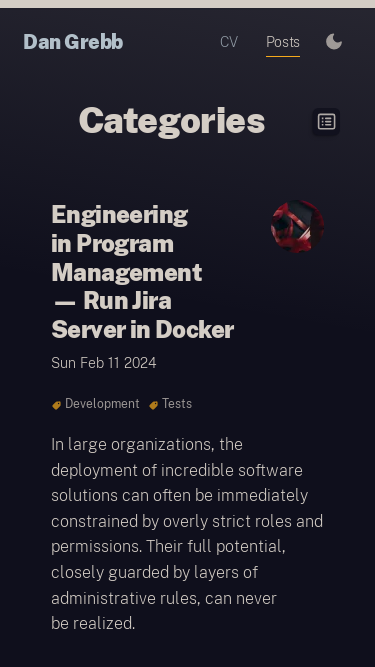 Dan Grebb
CV
Posts
Categories
Engineering
in Program
Management
— Run Jira
Server in Docker
Sun Feb 11 2024
Development
Tests
In large organizations, the
deployment of incredible software
solutions can often be immediately
constrained by overly strict roles and
permissions. Their full potential,
closely guarded by layers of
administrative rules, can never
be realized.